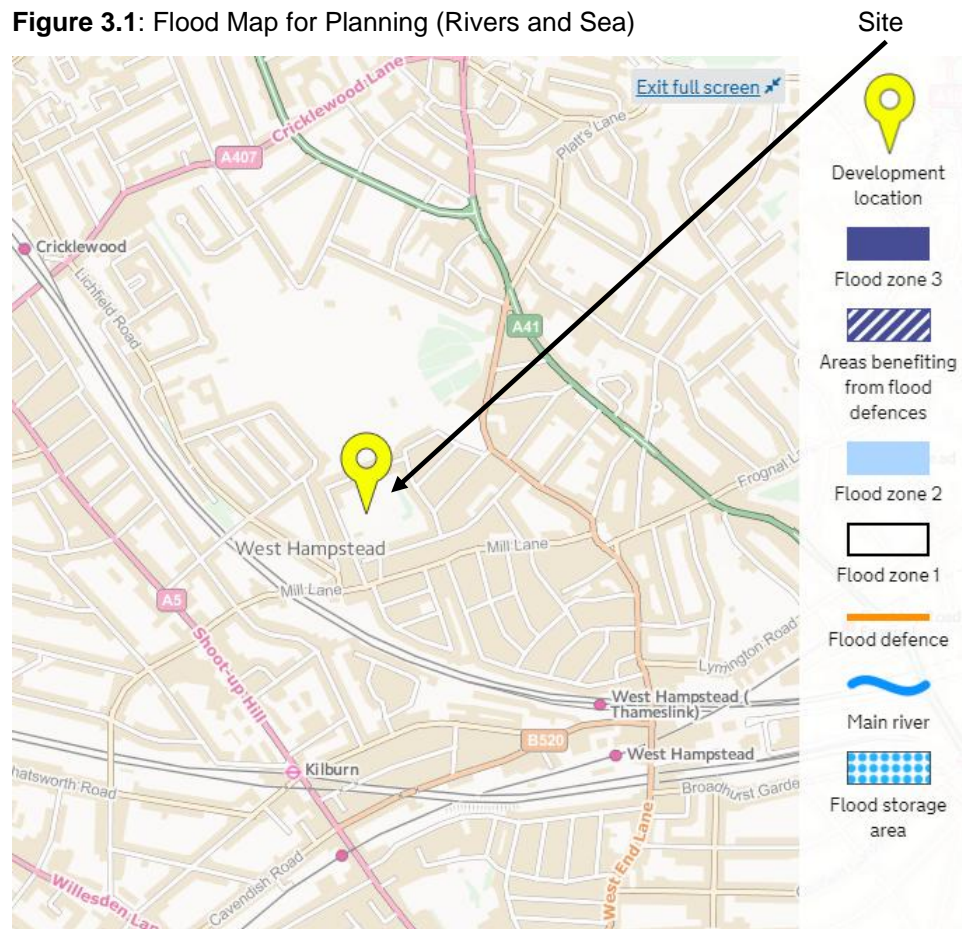 Figure 3.1: Flood Map for Planning (Rivers and Sea)
Site
Exit full screen
Cricklewood Lane
Platt's Lane
A407
Cricklewood
Lichfield Road
A41
Frognal L
West Hampstead
Mill Lane
Mill Lane
A5
Shoot-up Hill
Lymington Road
West Hampstead (
Thameslink)
B520
West Hampstead
Kilburn
hatsworth Road
Broadhurst Garde
West End Lane
Cavendish Road
Willesden Lan
Development
location
Flood zone 3
Areas benefiting
from flood
defences
Flood zone 2
Flood zone 1
Flood defence
Main river
Flood storage
area